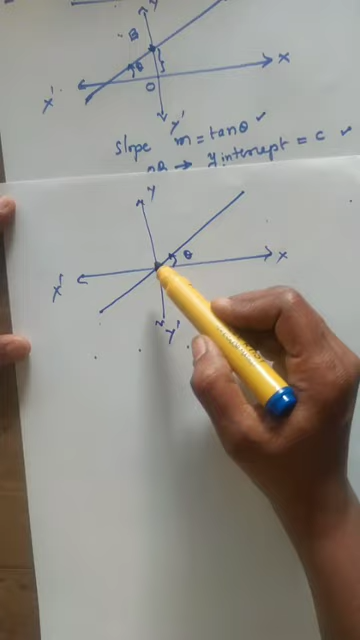 Y
B
θ
X
X'
O
Y'
Slope m = tanθ ✓
→ y intercept = c ✓
Y
θ
X
X'
Y'